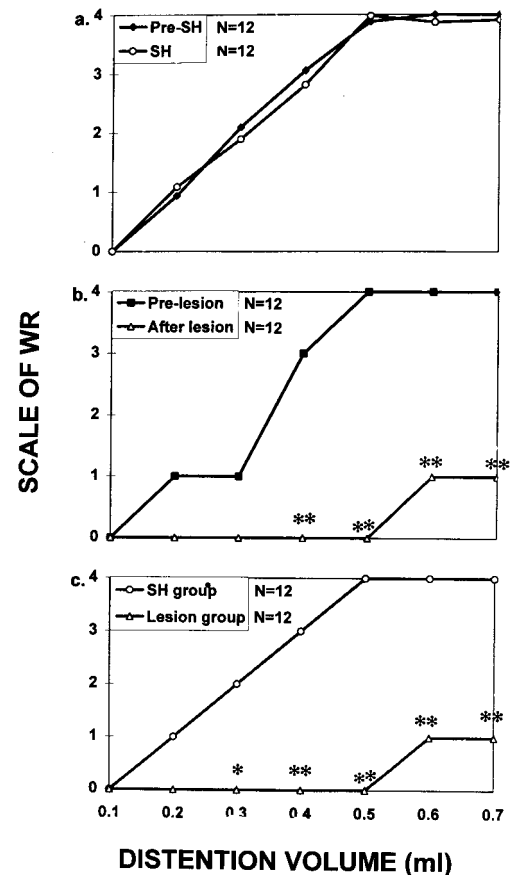 SCALE OF WR
a.
4
3
2
1
0
Pre-SH N=12
SH N=12
b.
4
3
2
1
0
Pre-lesion N=12
After lesion N=12
** ** ** **
c.
4
3
2
1
0
SH group N=12
Lesion group N=12
* ** ** ** **
0.1 0.2 0.3 0.4 0.5 0.6 0.7
DISTENTION VOLUME (ml)